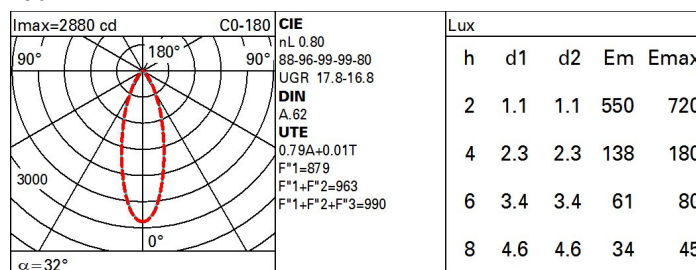 Imax=2880 cd C0-180
180°
90° 90°
3000
0°
α=32°
CIE
nL 0.80
88-96-99-99-80
UGR 17.8-16.8
DIN
A.62
UTE
0.79A+0.01T
F"1=879
F"1+F"2=963
F"1+F"2+F"3=990
Lux
h d1 d2 Em Emax
2 1.1 1.1 550 720
4 2.3 2.3 138 180
6 3.4 3.4 61 80
8 4.6 4.6 34 45